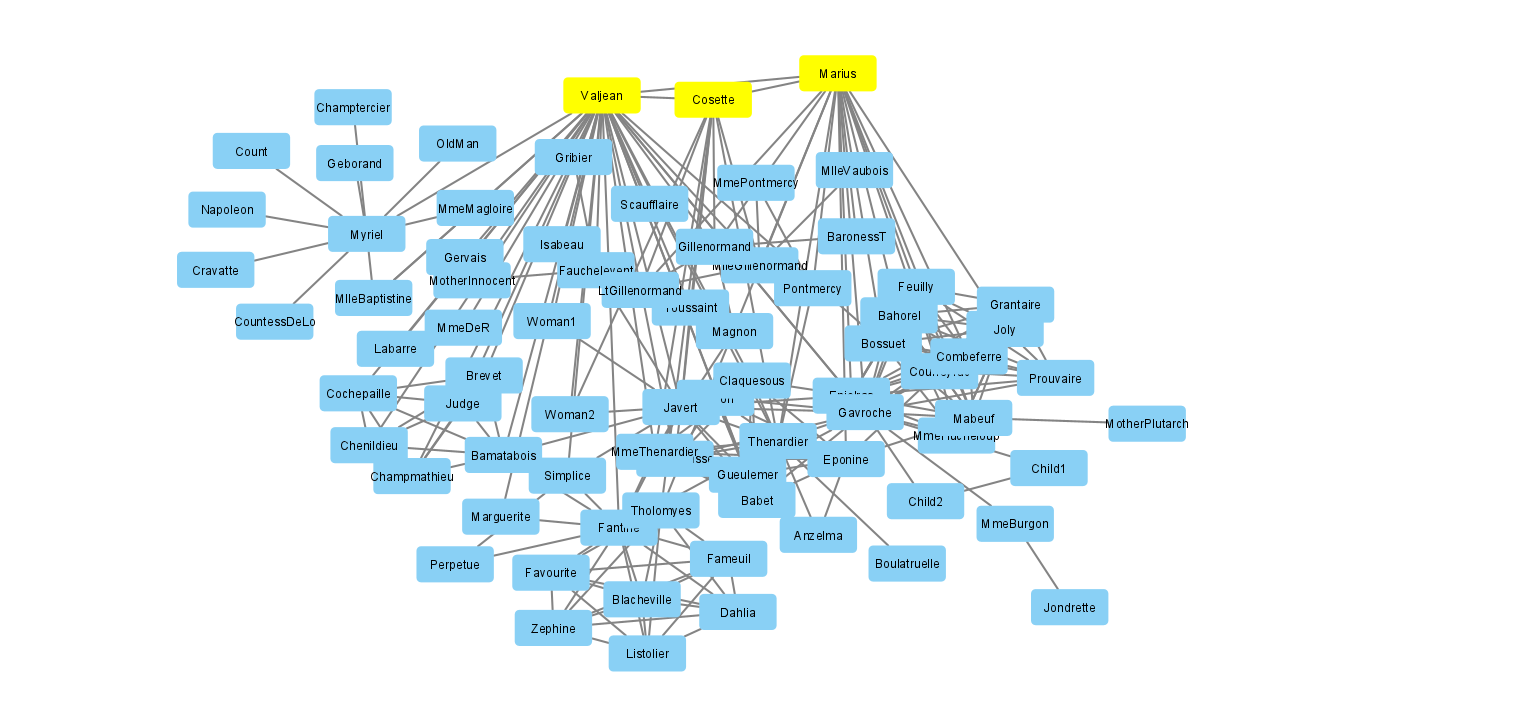 Marius
Valjean
Cosette
Champtercier
OldMan
Count
Gribier
Geborand
MlleVaubois
MmePontmercy
Scaufflaire
MmeMagloire
Napoleon
Myriel
BaronessT
Isabeau
Gillenormand
Gervais
MlleGillenormand
Cravatte
Fauchelevent
MotherInnocent
Feuilly
Pontmercy
LtGillenormand
MlleBaptistine
Grantaire
Toussaint
Bahorel
CountessDeLo
Woman1
MmeDeR
Joly
Magnon
Bossuet
Labarre
Combeferre
Brevet
Prouvaire
Claquesous
Cochepaille
on
Judge
Javert
Gavroche
Woman2
Mabeuf
MotherPlutarch
Thenardier
Chenildieu
MmeThenardier
Bamatabois
Eponine
Child1
Gueulemer
Simplice
Champmathieu
Babet
Child2
Tholomyes
Marguerite
MmeBurgon
Fantine
Anzelma
Fameuil
Boulatruelle
Perpetue
Favourite
Blacheville
Jondrette
Dahlia
Zephine
Listolier